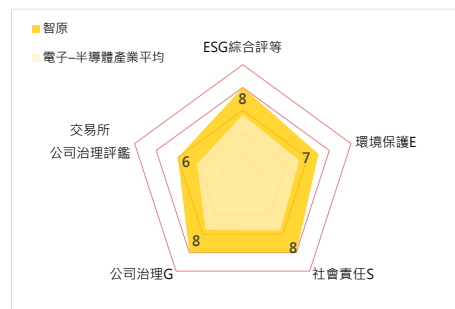 智原
電子–半導體產業平均
ESG綜合評等
8
環境保護E
7
社會責任S
8
公司治理G
8
交易所
公司治理評鑑
6